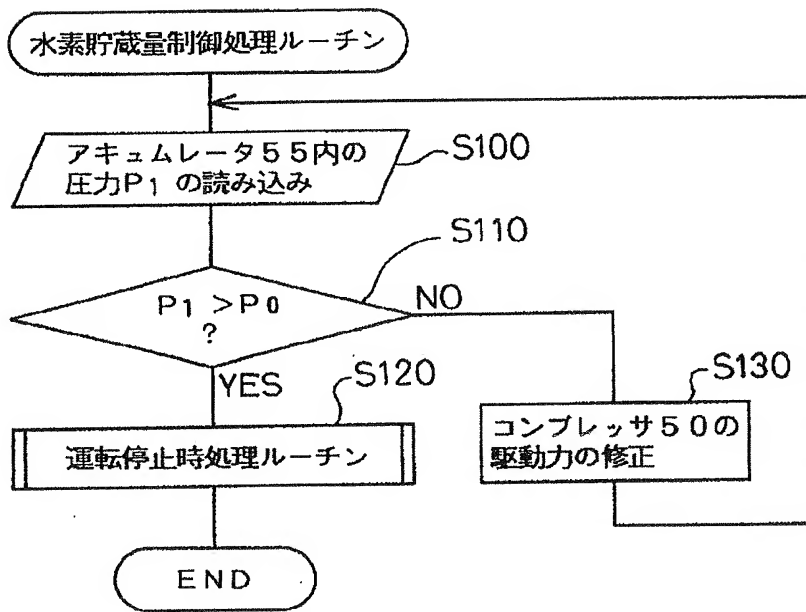 水素貯蔵量制御処理ルーチン
アキュムレータ55内の
圧力P1の読み込み
S100
S110
P1>P0
?
NO
YES
S120
S130
運転停止時処理ルーチン
コンプレッサ50の
駆動力の修正
END